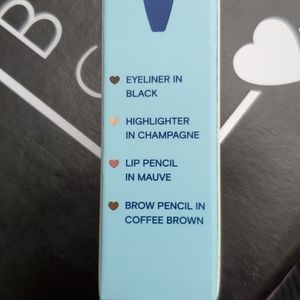 B
EYELINER IN
BLACK
HIGHLIGHTER
IN CHAMPAGNE
LIP PENCIL
IN MAUVE
BROW PENCIL IN
COFFEE BROWN